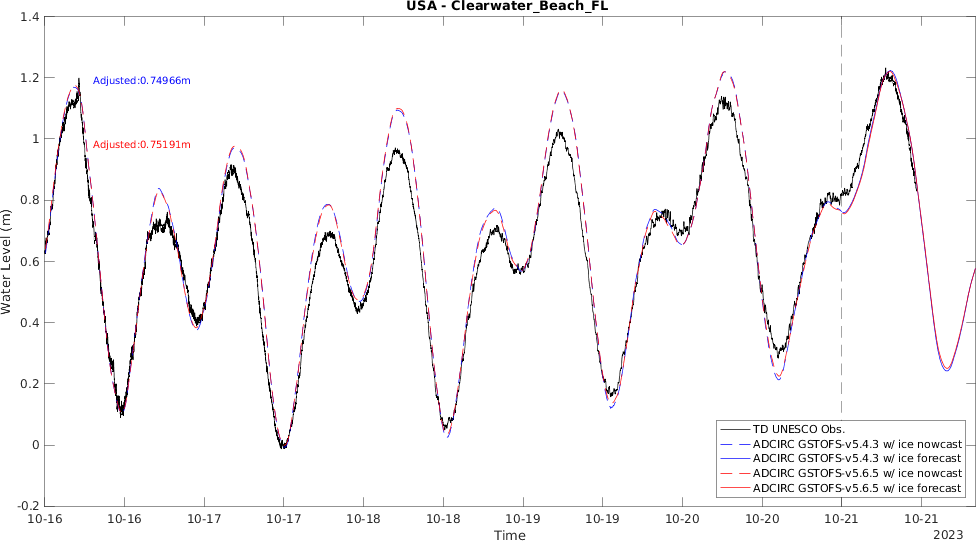 USA - Clearwater_Beach_FL
Water Level (m)
1.4
1.2
1
0.8
0.6
0.4
0.2
0
-0.2
Adjusted:0.74966m
Adjusted:0.75191m
TD UNESCO Obs.
ADCIRC GSTOFS-v5.4.3 w/ ice nowcast
ADCIRC GSTOFS-v5.4.3 w/ ice forecast
ADCIRC GSTOFS-v5.6.5 w/ ice nowcast
ADCIRC GSTOFS-v5.6.5 w/ ice forecast
10-16 10-16 10-17 10-17 10-18 10-18 10-19 10-19 10-20 10-20 10-21 10-21
Time
2023